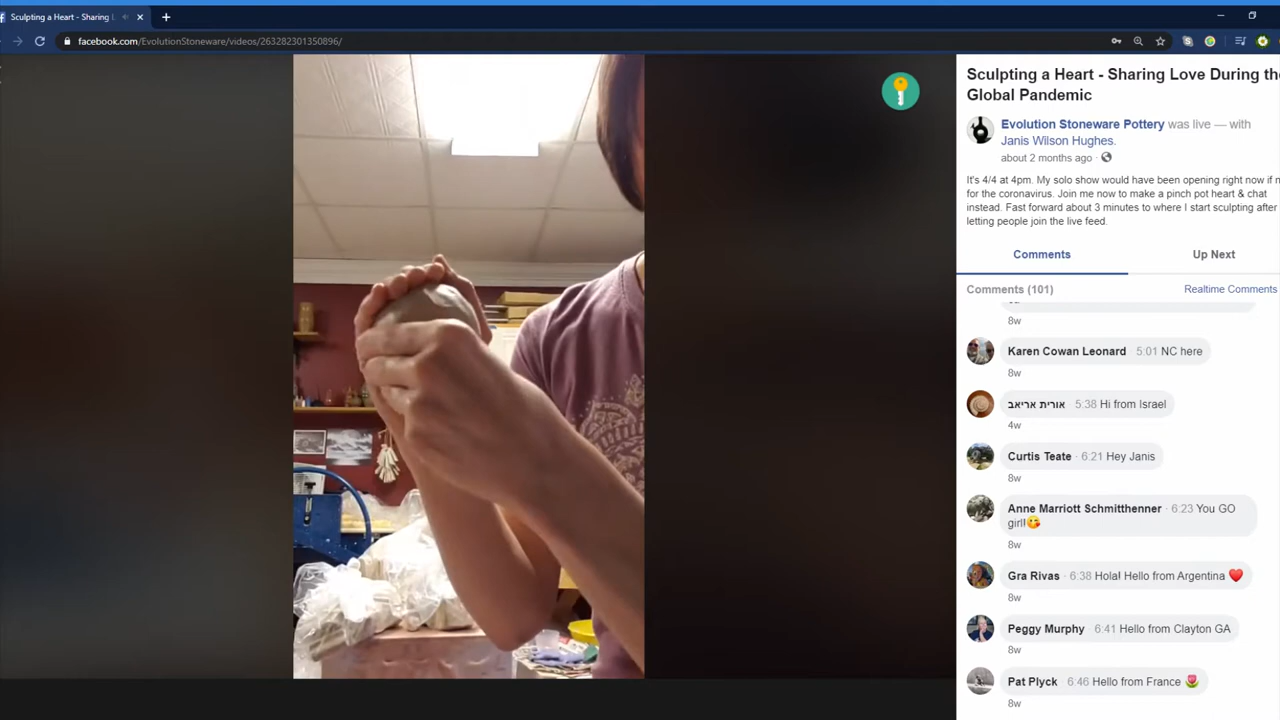 Sculpting a Heart - Sharing L
facebook.com/EvolutionStoneware/videos/263282301350896/
Sculpting a Heart - Sharing Love During the
Global Pandemic
Evolution Stoneware Pottery was live — with
Janis Wilson Hughes.
about 2 months ago ·
It's 4/4 at 4pm. My solo show would have been opening right now if n
for the coronavirus. Join me now to make a pinch pot heart & chat
instead. Fast forward about 3 minutes to where I start sculpting after
letting people join the live feed.
Comments Up Next
Comments (101) Realtime Comments
8w
Karen Cowan Leonard · 5:01 NC here
8w
אורית אריאב · 5:38 Hi from Israel
4w
Curtis Teate · 6:21 Hey Janis
8w
Anne Marriott Schmitthenner · 6:23 You GO
girl!😋
8w
Gra Rivas · 6:38 Hola! Hello from Argentina ❤️
8w
Peggy Murphy · 6:41 Hello from Clayton GA
8w
Pat Plyck · 6:46 Hello from France 🌷
8w